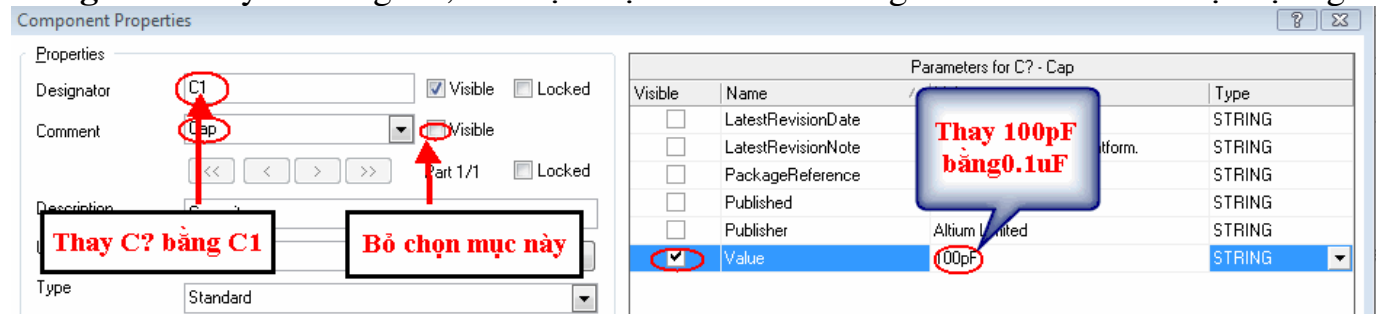 Component Properties
Properties
Designator
C1
Visible
Locked
Comment
Cap
Visible
<<
<
>
>>
Part 1/1
Locked
Description
Thay C? bằng C1
Bỏ chọn mục này
Type
Standard
Parameters for C? - Cap
Visible
Name
Type
LatestRevisionDate
STRING
LatestRevisionNote
STRING
PackageReference
STRING
Published
STRING
Publisher
Altium Limited
STRING
Value
100pF
STRING
Thay 100pF
bằng0.1uF